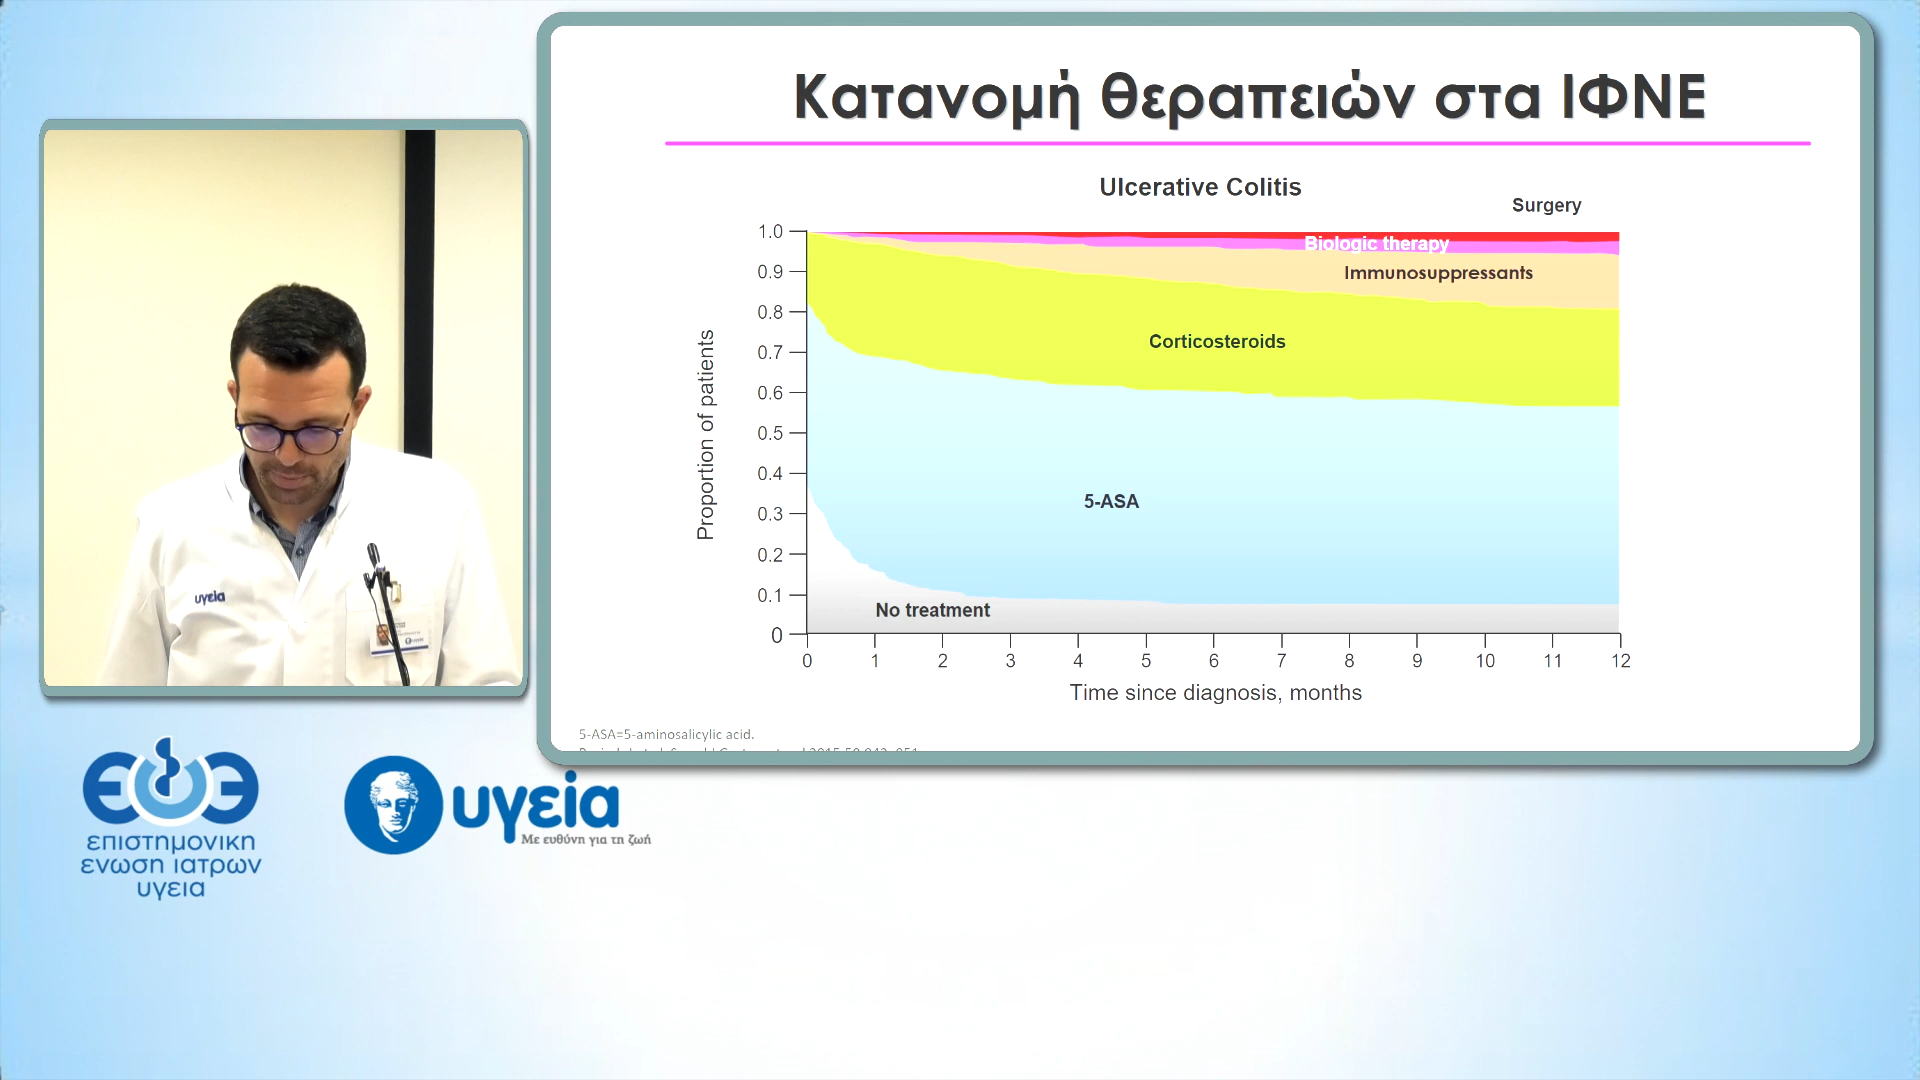 Κατανομή θεραπειών στα ΙΦΝΕ
Ulcerative Colitis
Surgery
Biologic therapy
Immunosuppressants
Corticosteroids
5-ASA
No treatment
Proportion of patients
1.0
0.9
0.8
0.7
0.6
0.5
0.4
0.3
0.2
0.1
0
0 1 2 3 4 5 6 7 8 9 10 11 12
Time since diagnosis, months
5-ASA=5-aminosalicylic acid.
υγεία
επιστημονικη
ενωση ιατρων
υγεια
υγεία
Με ευθύνη για τη ζωή